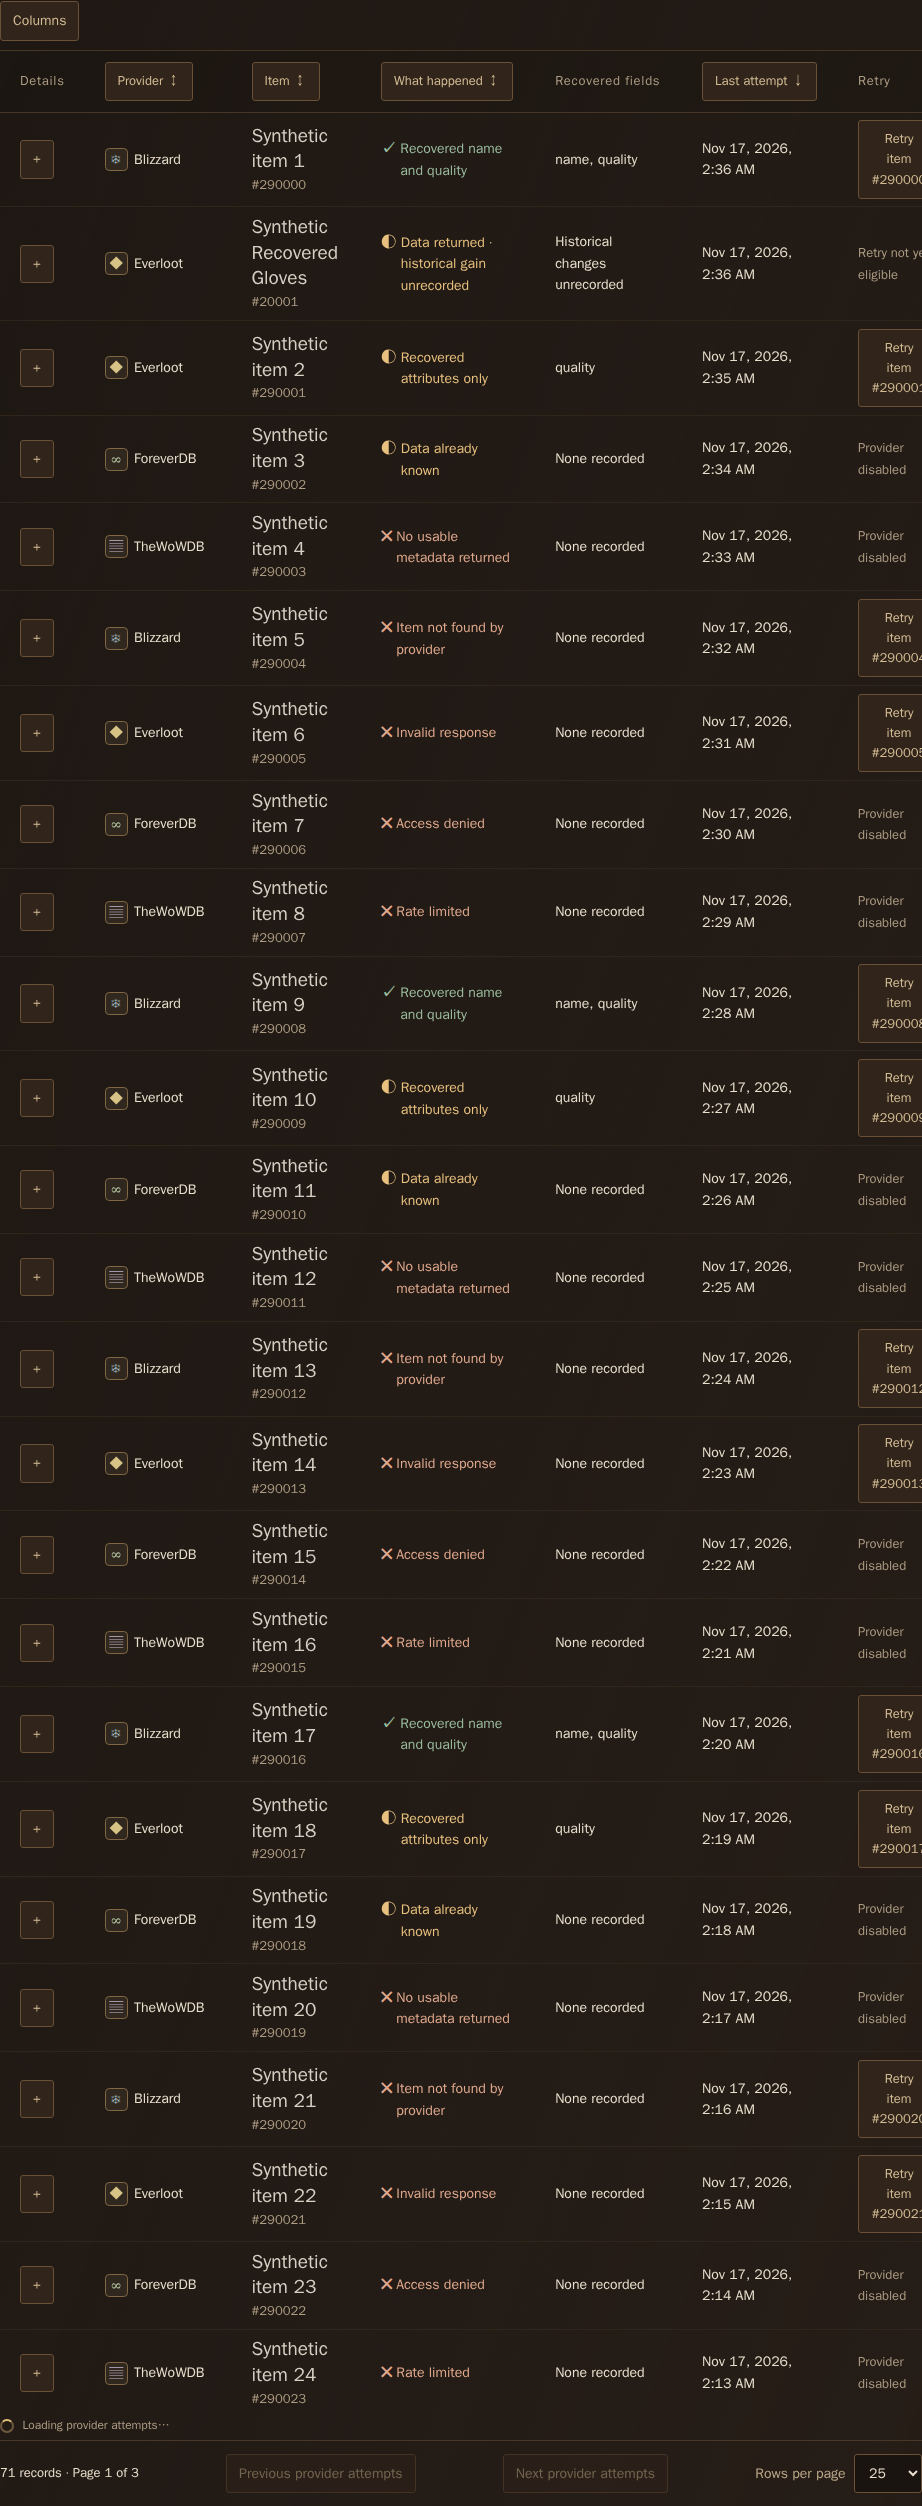 Columns
Details Provider ↕ Item ↕ What happened ↕ Recovered fields Last attempt ↓ Retry
+ Blizzard Synthetic item 1 #290000 ✓ Recovered name and quality name, quality Nov 17, 2026, 2:36 AM Retry item #290000
+ Everloot Synthetic Recovered Gloves #20001 Data returned · historical gain unrecorded Historical changes unrecorded Nov 17, 2026, 2:36 AM Retry not ye eligible
+ Everloot Synthetic item 2 #290001 Recovered attributes only quality Nov 17, 2026, 2:35 AM Retry item #290001
+ ForeverDB Synthetic item 3 #290002 Data already known None recorded Nov 17, 2026, 2:34 AM Provider disabled
+ TheWoWDB Synthetic item 4 #290003 No usable metadata returned None recorded Nov 17, 2026, 2:33 AM Provider disabled
+ Blizzard Synthetic item 5 #290004 Item not found by provider None recorded Nov 17, 2026, 2:32 AM Retry item #290004
+ Everloot Synthetic item 6 #290005 Invalid response None recorded Nov 17, 2026, 2:31 AM Retry item #290005
+ ForeverDB Synthetic item 7 #290006 Access denied None recorded Nov 17, 2026, 2:30 AM Provider disabled
+ TheWoWDB Synthetic item 8 #290007 Rate limited None recorded Nov 17, 2026, 2:29 AM Provider disabled
+ Blizzard Synthetic item 9 #290008 ✓ Recovered name and quality name, quality Nov 17, 2026, 2:28 AM Retry item #290008
+ Everloot Synthetic item 10 #290009 Recovered attributes only quality Nov 17, 2026, 2:27 AM Retry item #290009
+ ForeverDB Synthetic item 11 #290010 Data already known None recorded Nov 17, 2026, 2:26 AM Provider disabled
+ TheWoWDB Synthetic item 12 #290011 No usable metadata returned None recorded Nov 17, 2026, 2:25 AM Provider disabled
+ Blizzard Synthetic item 13 #290012 Item not found by provider None recorded Nov 17, 2026, 2:24 AM Retry item #290012
+ Everloot Synthetic item 14 #290013 Invalid response None recorded Nov 17, 2026, 2:23 AM Retry item #290013
+ ForeverDB Synthetic item 15 #290014 Access denied None recorded Nov 17, 2026, 2:22 AM Provider disabled
+ TheWoWDB Synthetic item 16 #290015 Rate limited None recorded Nov 17, 2026, 2:21 AM Provider disabled
+ Blizzard Synthetic item 17 #290016 ✓ Recovered name and quality name, quality Nov 17, 2026, 2:20 AM Retry item #290016
+ Everloot Synthetic item 18 #290017 Recovered attributes only quality Nov 17, 2026, 2:19 AM Retry item #290017
+ ForeverDB Synthetic item 19 #290018 Data already known None recorded Nov 17, 2026, 2:18 AM Provider disabled
+ TheWoWDB Synthetic item 20 #290019 No usable metadata returned None recorded Nov 17, 2026, 2:17 AM Provider disabled
+ Blizzard Synthetic item 21 #290020 Item not found by provider None recorded Nov 17, 2026, 2:16 AM Retry item #290020
+ Everloot Synthetic item 22 #290021 Invalid response None recorded Nov 17, 2026, 2:15 AM Retry item #290021
+ ForeverDB Synthetic item 23 #290022 Access denied None recorded Nov 17, 2026, 2:14 AM Provider disabled
+ TheWoWDB Synthetic item 24 #290023 Rate limited None recorded Nov 17, 2026, 2:13 AM Provider disabled
Loading provider attempts…
71 records · Page 1 of 3 Previous provider attempts Next provider attempts Rows per page 25